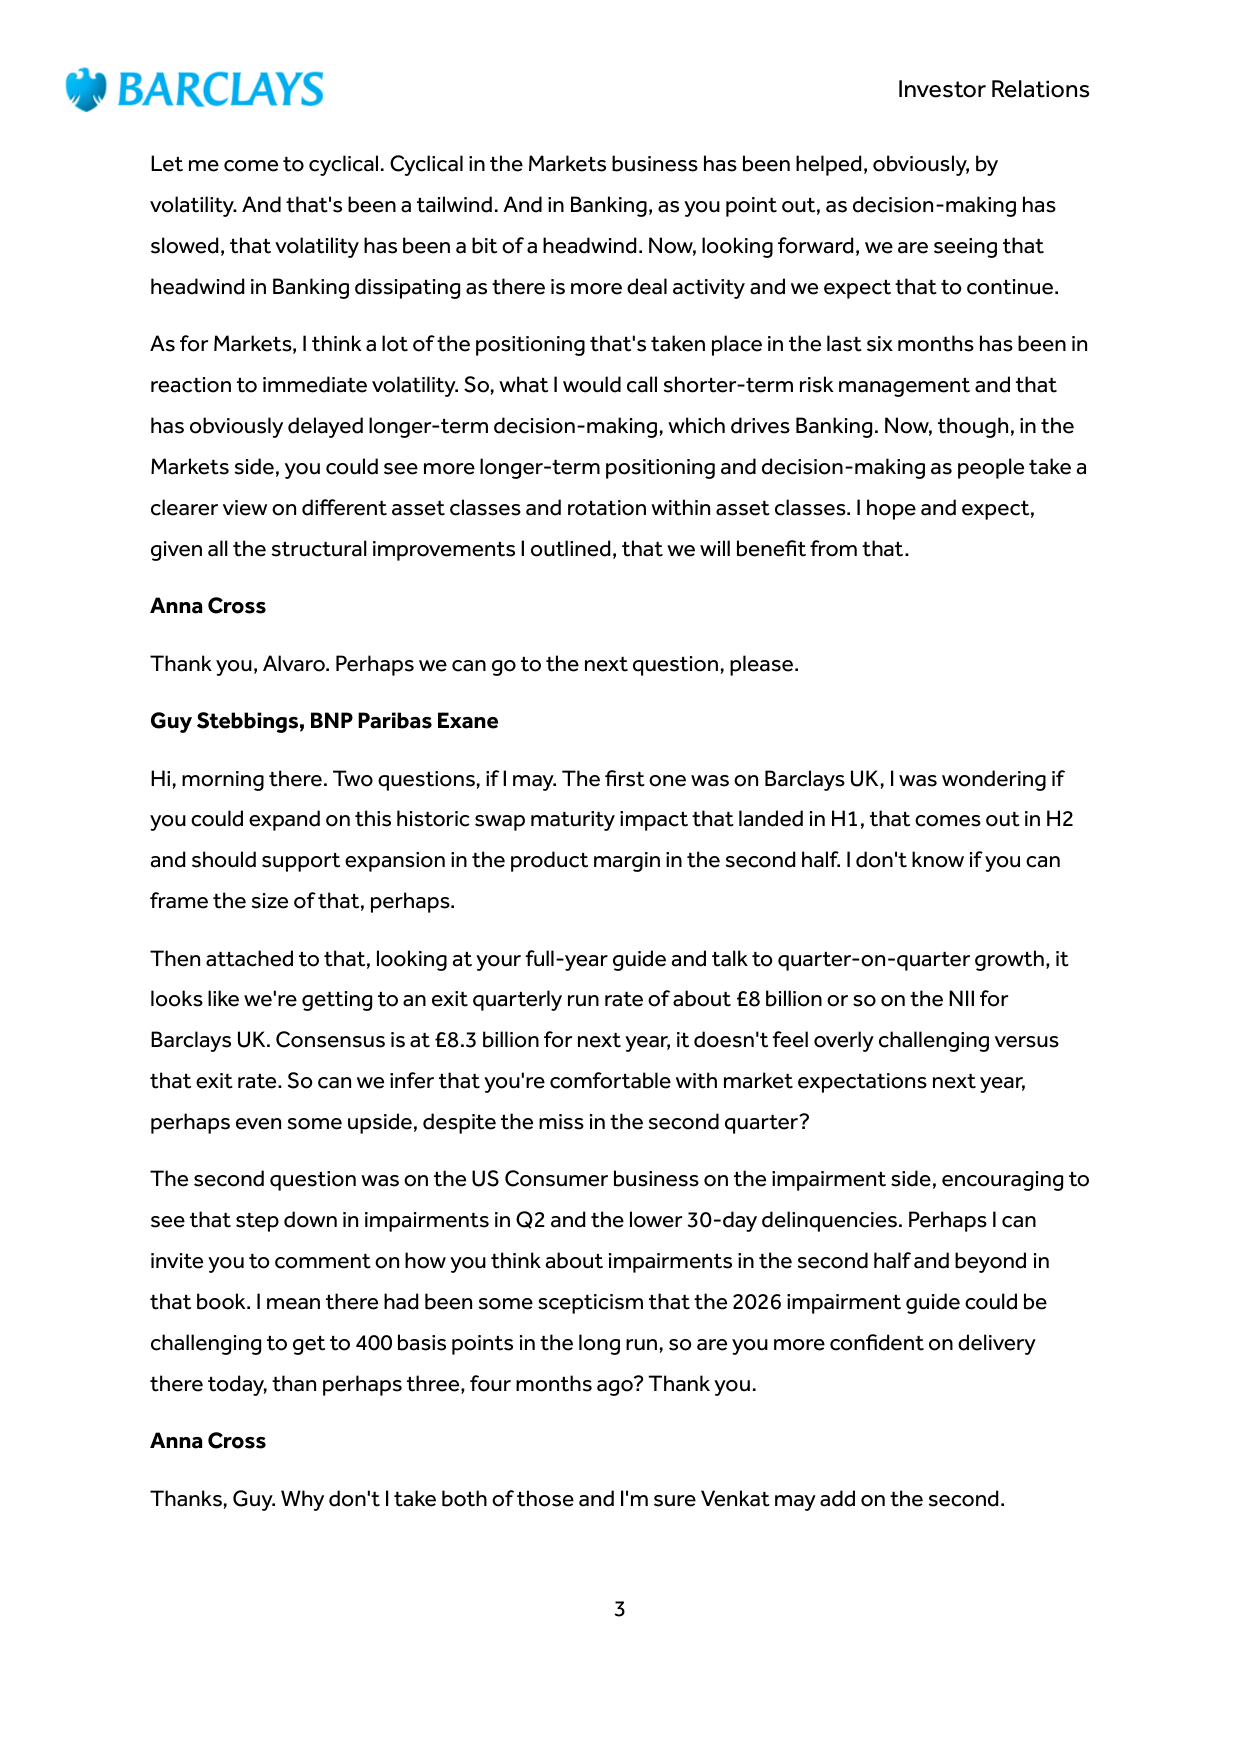 BARCLAYS
Investor Relations
Let me come to cyclical. Cyclical in the Markets business has been helped, obviously, by
volatility. And that's been a tailwind. And in Banking, as you point out, as decision-making has
slowed, that volatility has been a bit of a headwind. Now, looking forward, we are seeing that
headwind in Banking dissipating as there is more deal activity and we expect that to continue.
As for Markets, I think a lot of the positioning that's taken place in the last six months has been in
reaction to immediate volatility. So, what I would call shorter-term risk management and that
has obviously delayed longer-term decision-making, which drives Banking. Now, though, in the
Markets side, you could see more longer-term positioning and decision-making as people take a
clearer view on different asset classes and rotation within asset classes. I hope and expect,
given all the structural improvements I outlined, that we will benefit from that.
Anna Cross
Thank you, Alvaro. Perhaps we can go to the next question, please.
Guy Stebbings, BNP Paribas Exane
Hi, morning there. Two questions, if I may. The first one was on Barclays UK, I was wondering if
you could expand on this historic swap maturity impact that landed in H1, that comes out in H2
and should support expansion in the product margin in the second half. I don't know if you can
frame the size of that, perhaps.
Then attached to that, looking at your full-year guide and talk to quarter-on-quarter growth, it
looks like we're getting to an exit quarterly run rate of about £8 billion or so on the NII for
Barclays UK. Consensus is at £8.3 billion for next year, it doesn't feel overly challenging versus
that exit rate. So can we infer that you're comfortable with market expectations next year,
perhaps even some upside, despite the miss in the second quarter?
The second question was on the US Consumer business on the impairment side, encouraging to
see that step down in impairments in Q2 and the lower 30-day delinquencies. Perhaps I can
invite you to comment on how you think about impairments in the second half and beyond in
that book. I mean there had been some scepticism that the 2026 impairment guide could be
challenging to get to 400 basis points in the long run, so are you more confident on delivery
there today, than perhaps three, four months ago? Thank you.
Anna Cross
Thanks, Guy. Why don't I take both of those and I'm sure Venkat may add on the second.
3